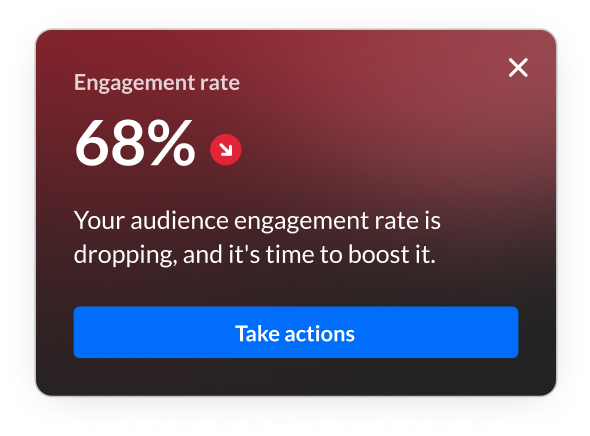 Engagement rate
68%
Your audience engagement rate is
dropping, and it's time to boost it.
Take actions